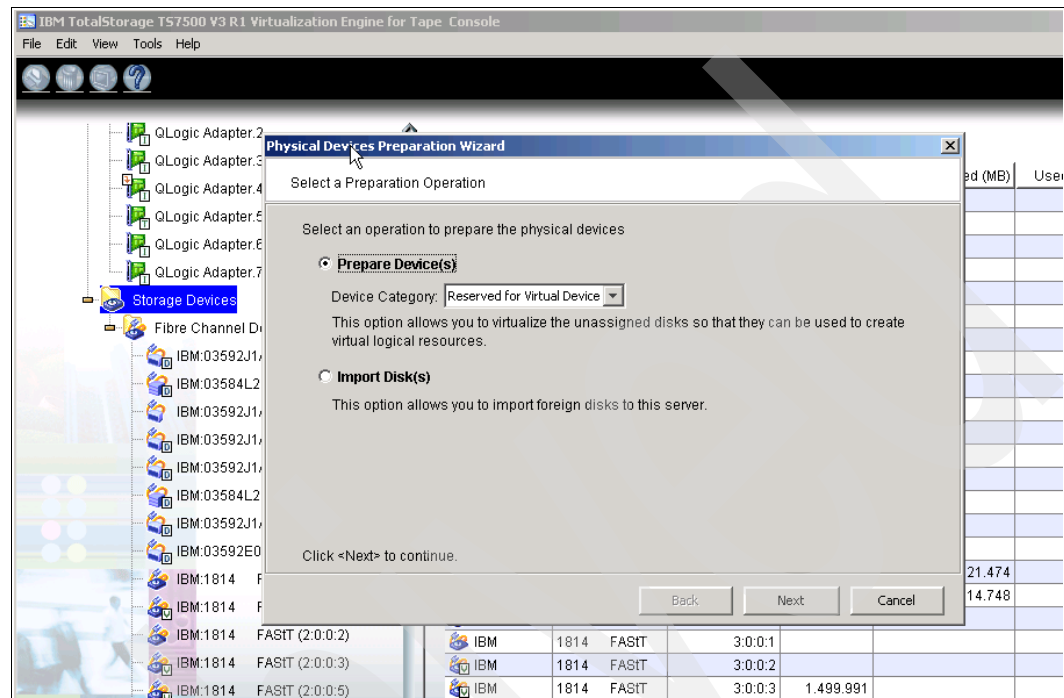 IBM TotalStorage TS7500 V3 R1 Virtualization Engine for Tape Console
File Edit View Tools Help
QLogic Adapter.2
QLogic Adapter.3
QLogic Adapter.4
QLogic Adapter.5
QLogic Adapter.6
QLogic Adapter.7
Storage Devices
Fibre Channel
IBM:03592J1
IBM:03584L2
IBM:03592J1
IBM:03592J1
IBM:03592J1
IBM:03584L2
IBM:03592J1
IBM:03592E0
IBM:1814 F
IBM:1814 F
IBM:1814 FAStT (2:0:0:2)
IBM:1814 FAStT (2:0:0:3)
IBM:1814 FAStT (2:0:0:5)
Physical Devices Preparation Wizard
Select a Preparation Operation
Select an operation to prepare the physical devices
Prepare Device(s)
Device Category: Reserved for Virtual Device
This option allows you to virtualize the unassigned disks so that they can be used to create
virtual logical resources.
Import Disk(s)
This option allows you to import foreign disks to this server.
Click <Next> to continue.
Back Next Cancel
ed (MB) Use
21.474
14.748
IBM 1814 FAStT 3:0:0:1
IBM 1814 FAStT 3:0:0:2
IBM 1814 FAStT 3:0:0:3 1.499.991